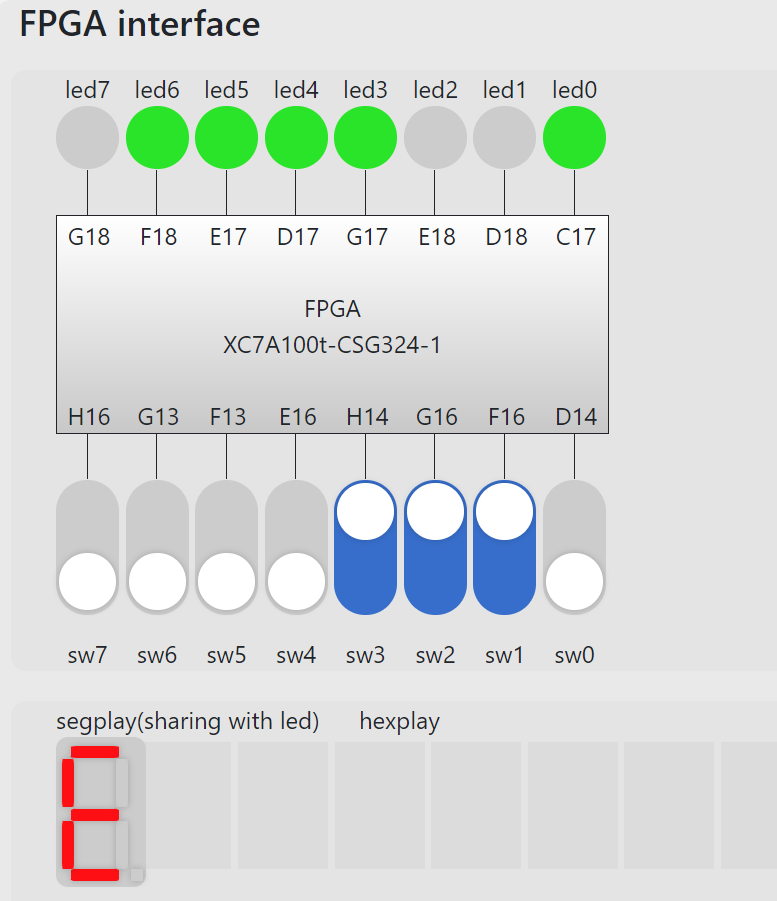 FPGA interface
led7 led6 led5 led4 led3 led2 led1 led0
G18 F18 E17 D17 G17 E18 D18 C17
FPGA
XC7A100t-CSG324-1
H16 G13 F13 E16 H14 G16 F16 D14
sw7 sw6 sw5 sw4 sw3 sw2 sw1 sw0
segplay(sharing with led) hexplay
E